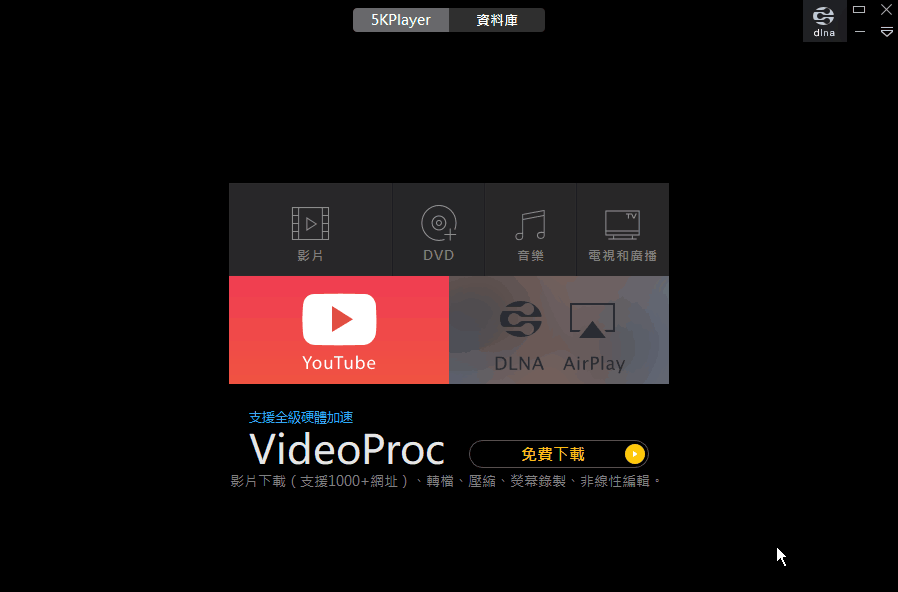 5KPlayer 資料庫
dlna
TV
影片 DVD 音樂 電視和廣播
YouTube DLNA AirPlay
支援全級硬體加速
VideoProc 免費下載
影片下載（支援1000+網址）、轉檔、壓縮、熒幕錄製、非線性編輯。